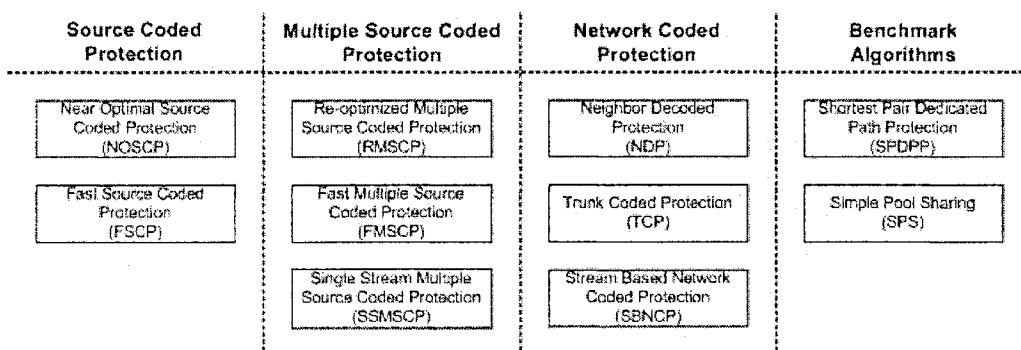 Source Coded
Protection
Multiple Source Coded
Protection
Network Coded
Protection
Benchmark
Algorithms
Near Optimal Source
Coded Protection
(NOSCP)
Fast Source Coded
Protection
(FSCP)
Re-optimized Multiple
Source Coded Protection
(RMSCP)
Fast Multiple Source
Coded Protection
(FMSCP)
Single Stream Multiple
Source Coded Protection
(SSMSCP)
Neighbor Decoded
Protection
(NDP)
Trunk Coded Protection
(TCP)
Stream Based Network
Coded Protection
(SBNCP)
Shortest Pair Dedicated
Path Protection
(SPDPP)
Simple Pool Sharing
(SPS)